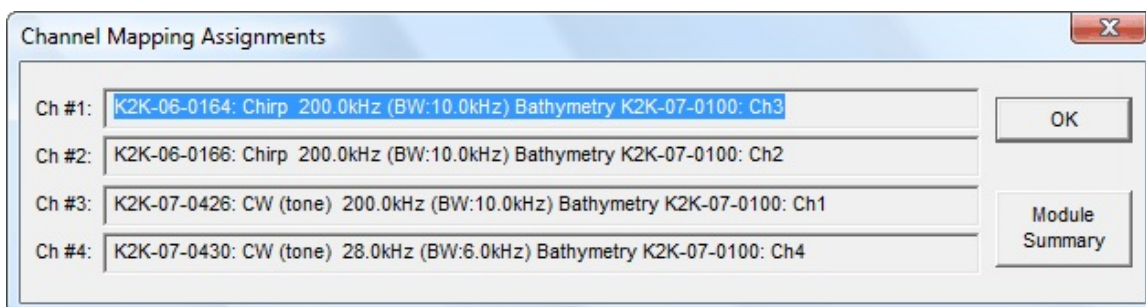 Channel Mapping Assignments
Ch #1: K2K-06-0164: Chirp 200.0kHz (BW:10.0kHz) Bathymetry K2K-07-0100: Ch3
OK
Ch #2: K2K-06-0166: Chirp 200.0kHz (BW:10.0kHz) Bathymetry K2K-07-0100: Ch2
Ch #3: K2K-07-0426: CW (tone) 200.0kHz (BW:10.0kHz) Bathymetry K2K-07-0100: Ch1
Module
Summary
Ch #4: K2K-07-0430: CW (tone) 28.0kHz (BW:6.0kHz) Bathymetry K2K-07-0100: Ch4